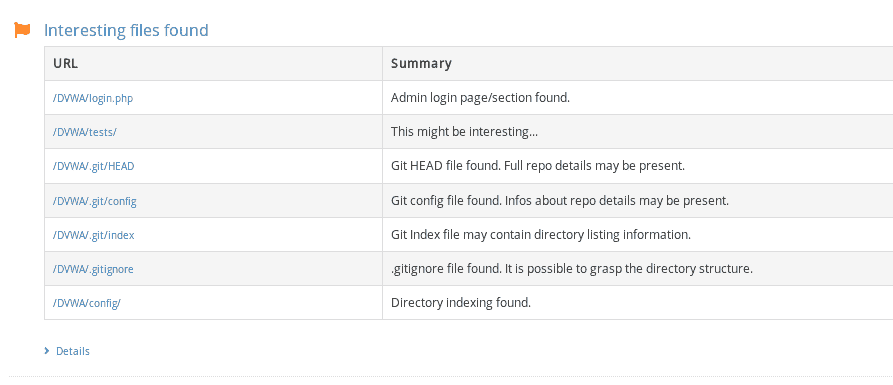 Interesting files found
URL Summary
/DVWA/login.php Admin login page/section found.
/DVWA/tests/ This might be interesting...
/DVWA/.git/HEAD Git HEAD file found. Full repo details may be present.
/DVWA/.git/config Git config file found. Infos about repo details may be present.
/DVWA/.git/index Git Index file may contain directory listing information.
/DVWA/.gitignore .gitignore file found. It is possible to grasp the directory structure.
/DVWA/config/ Directory indexing found.
Details